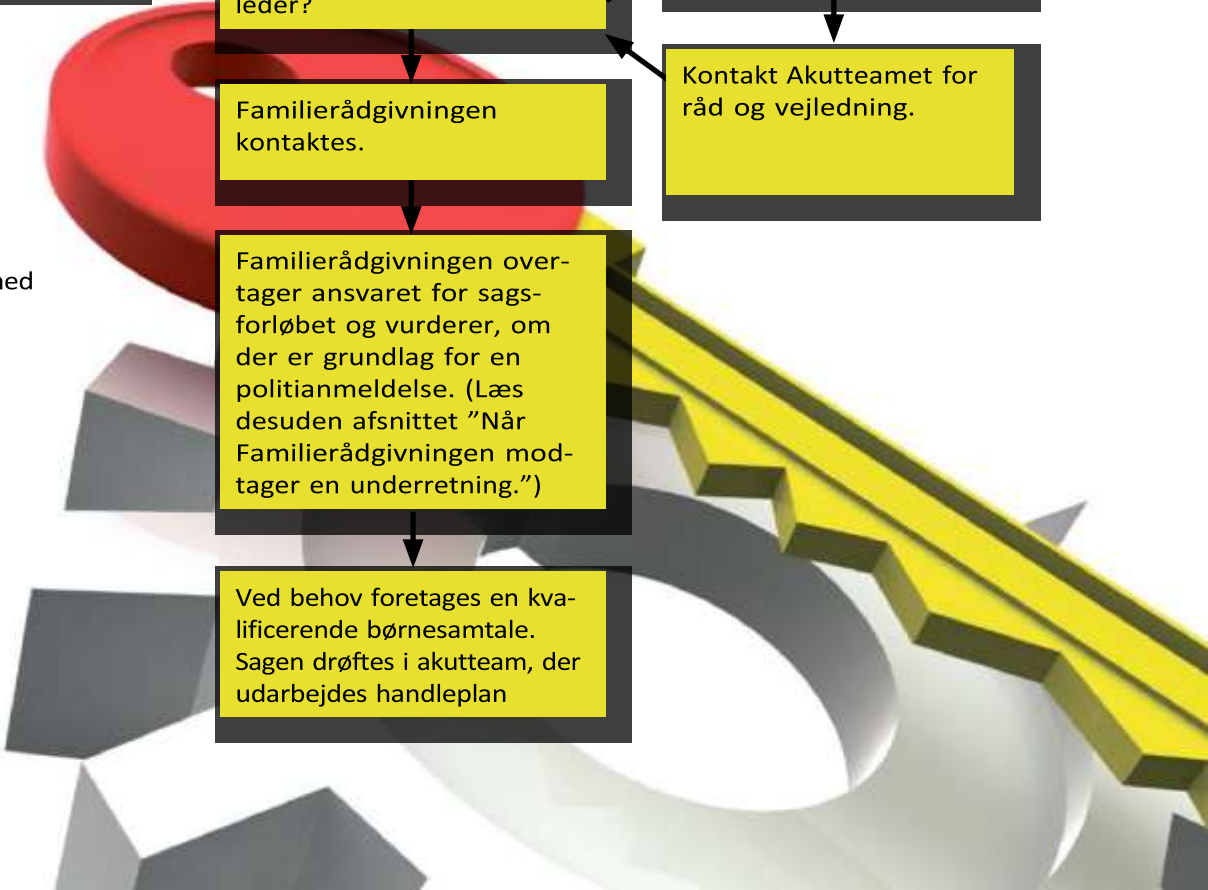 leder?
Familierådgivningen
kontaktes.
Familierådgivningen over-
tager ansvaret for sags-
forløbet og vurderer, om
der er grundlag for en
politianmeldelse. (Læs
desuden afsnittet ”Når
Familierådgivningen mod-
tager en underretning.”)
Ved behov foretages en kva-
lificerende børnesamtale.
Sagen drøftes i akutteam, der
udarbejdes handleplan
Kontakt Akutteamet for
råd og vejledning.